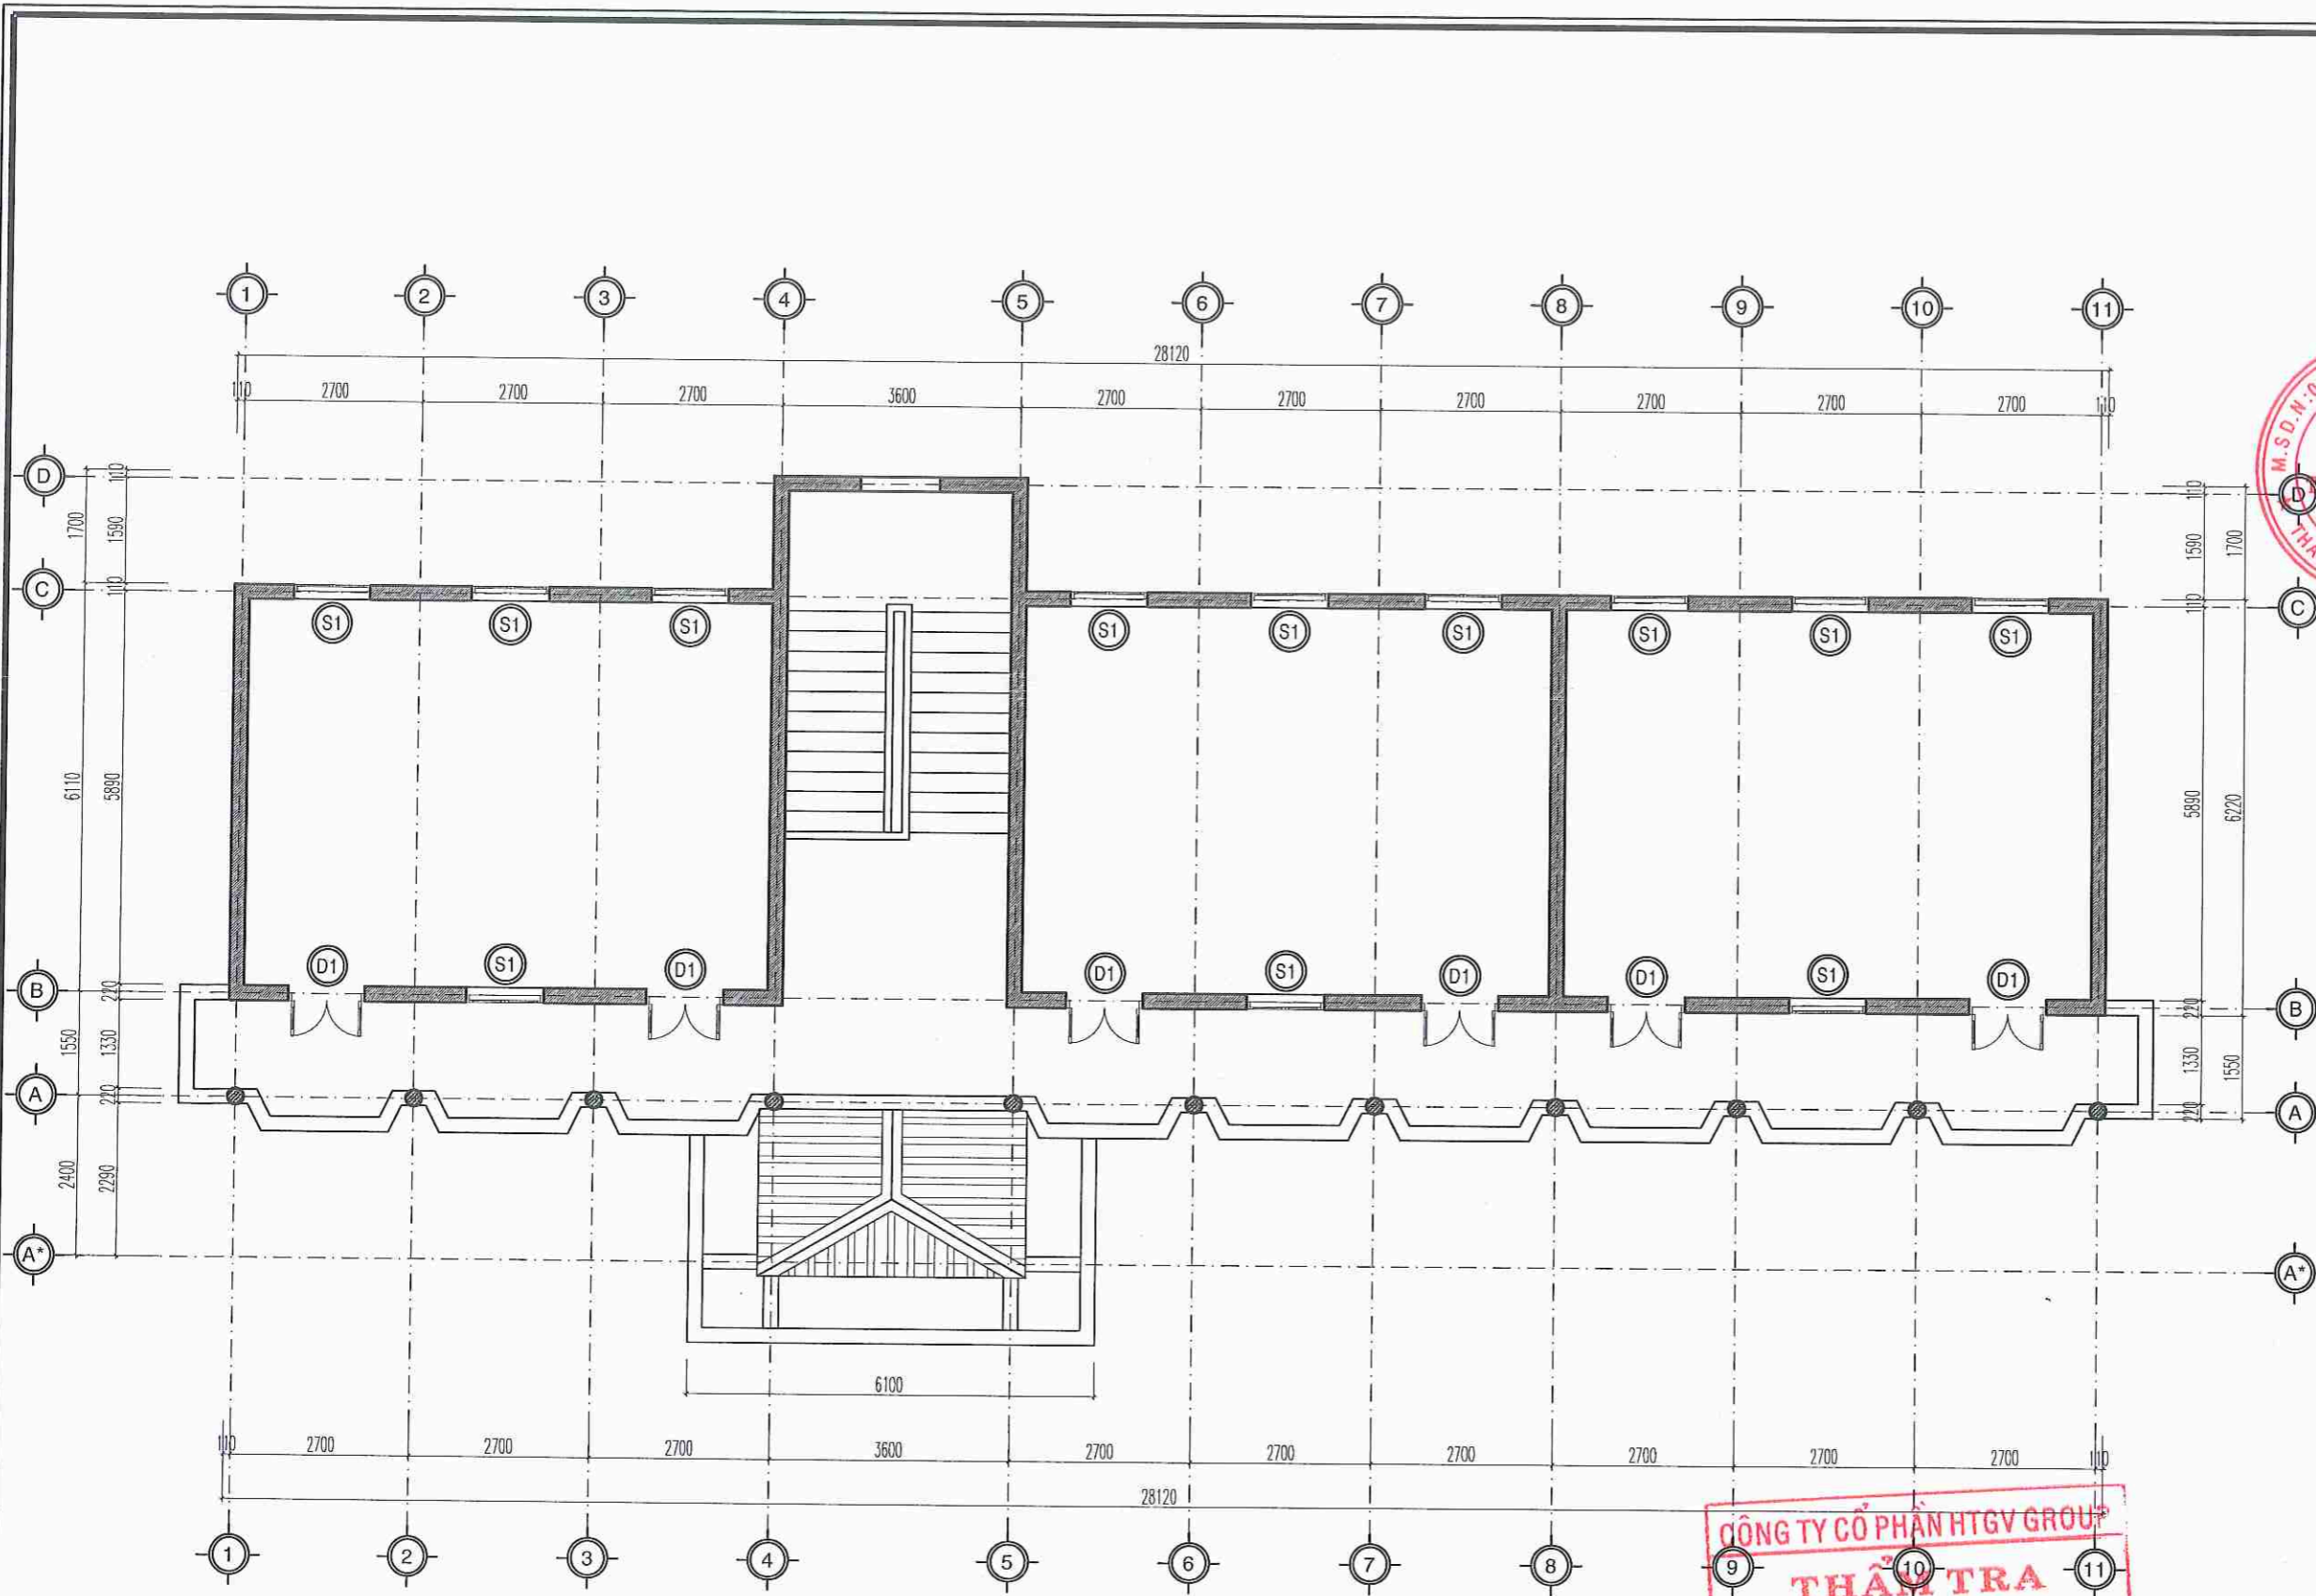 1 2 3 4 5 6 7 8 9 10 11
28120
110 2700 2700 2700 3600 2700 2700 2700 2700 2700 2700 110
M.S.D.N:0
THA
D D
110 110
1700 1590 1590 1700
C C
110 110
S1 S1 S1 S1 S1 S1 S1 S1 S1
6110 5890 5890 6220
D1 S1 D1 D1 S1 D1 D1 S1 D1
B B
220 220
1550 1330 1330 1550
A A
220 220
2400 2290
A* A*
6100
110 2700 2700 2700 3600 2700 2700 2700 2700 2700 2700 110
28120
CÔNG TY CỔ PHẦN HTGV GROUP
THẨM TRA
1 2 3 4 5 6 7 8 9 10 11